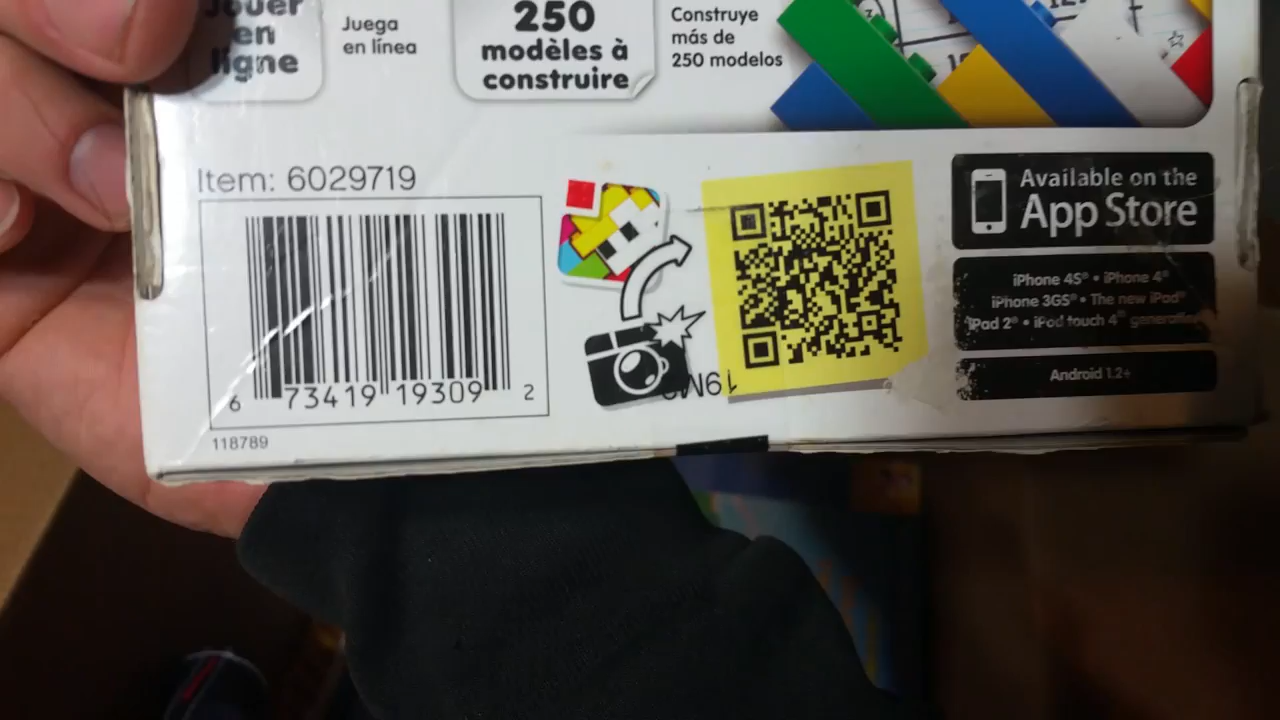 Jouer
en
ligne
Juega
en línea
250
modèles à
construire
Construye
más de
250 modelos
Item: 6029719
6 73419 19309 2
118789
Available on the
App Store
iPhone 4S® • iPhone 4®
iPhone 3GS® • The new iPad®
iPad 2® • iPod touch 4® generation
Android 1.2+